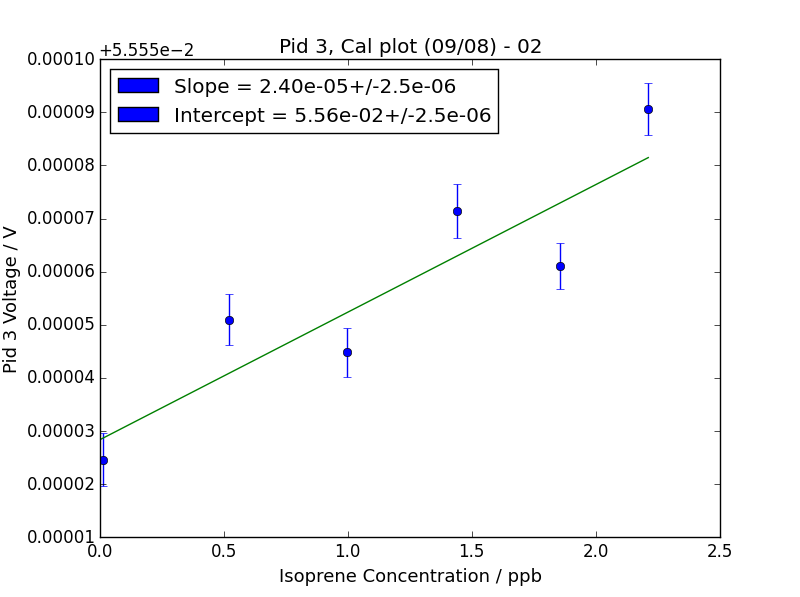 +5.555e−2
Pid 3, Cal plot (09/08) - 02
Slope = 2.40e-05+/-2.5e-06
Intercept = 5.56e-02+/-2.5e-06
0.00010
0.00009
0.00008
0.00007
0.00006
0.00005
0.00004
0.00003
0.00002
0.00001
Pid 3 Voltage / V
0.0 0.5 1.0 1.5 2.0 2.5
Isoprene Concentration / ppb